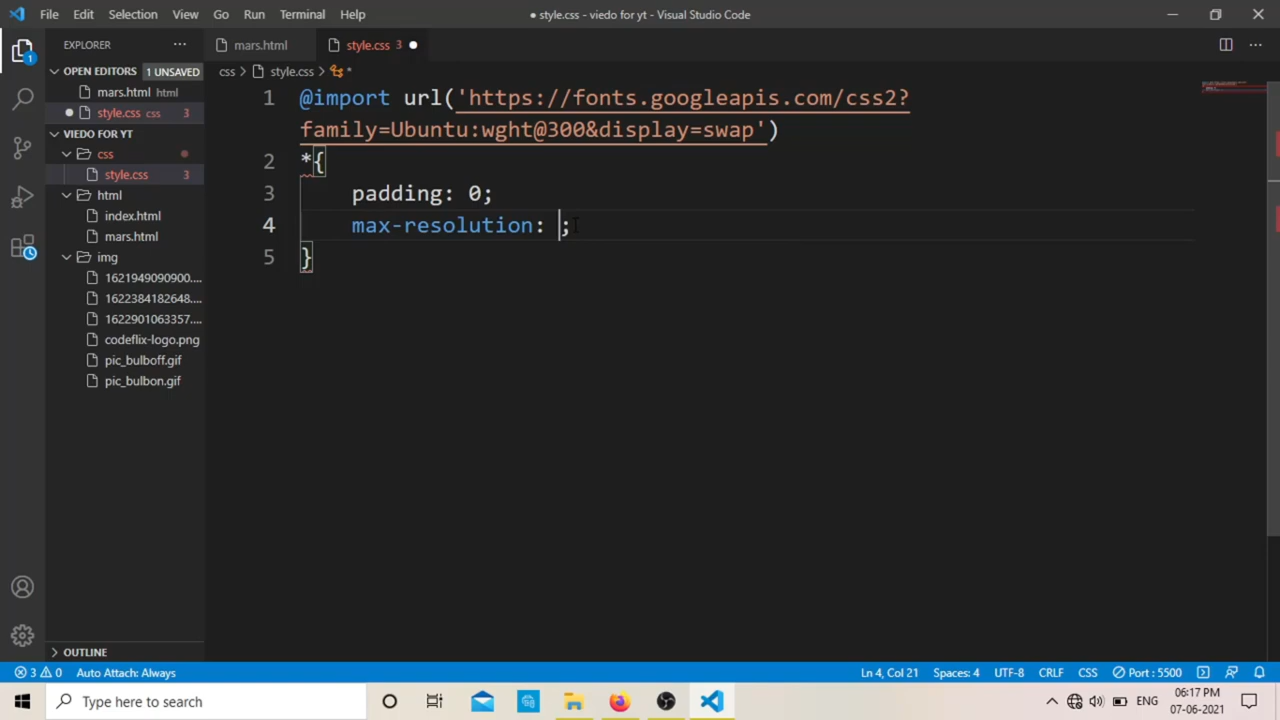 File Edit Selection View Go Run Terminal Help
● style.css - viedo for yt - Visual Studio Code
EXPLORER
mars.html
style.css 3
OPEN EDITORS 1 UNSAVED
css > style.css > *
mars.html html
style.css css 3
VIEDO FOR YT
css
style.css 3
html
index.html
mars.html
img
1621949090900....
1622384182648....
1622901063357....
codeflix-logo.png
pic_bulboff.gif
pic_bulbon.gif
OUTLINE
1 @import url('https://fonts.googleapis.com/css2?
family=Ubuntu:wght@300&display=swap')
2 *{
3 padding: 0;
4 max-resolution: ;
5 }
1
3 0 Auto Attach: Always
Ln 4, Col 21 Spaces: 4 UTF-8 CRLF CSS Port : 5500
Type here to search
ENG
06:17 PM
07-06-2021